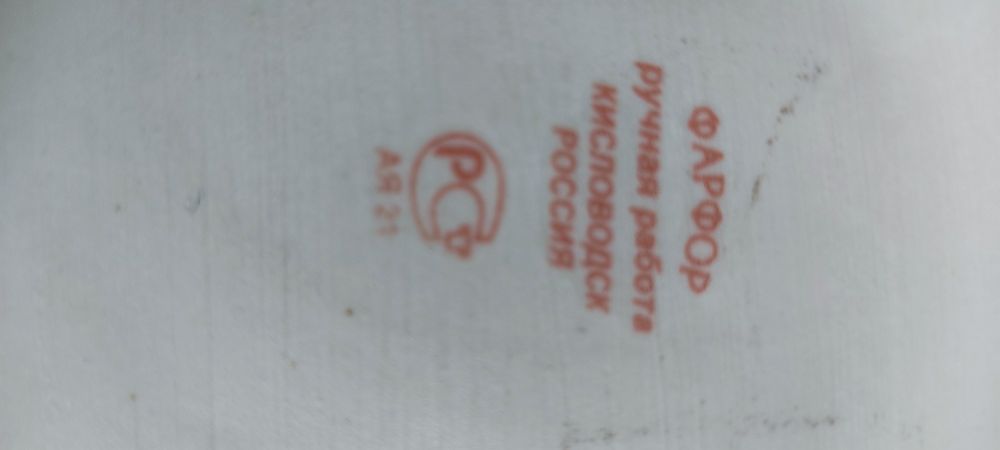 ФАРФОР
ручная работа
КИСЛОВОДСК
РОССИЯ
РСТ
АЯ 21